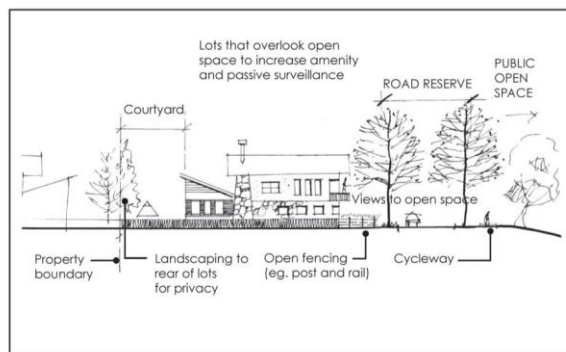 Lots that overlook open
space to increase amenity
and passive surveillance
PUBLIC
OPEN
SPACE
ROAD RESERVE
Courtyard
Views to open space
Property
boundary
Landscaping to
rear of lots
for privacy
Open fencing
(eg. post and rail)
Cycleway